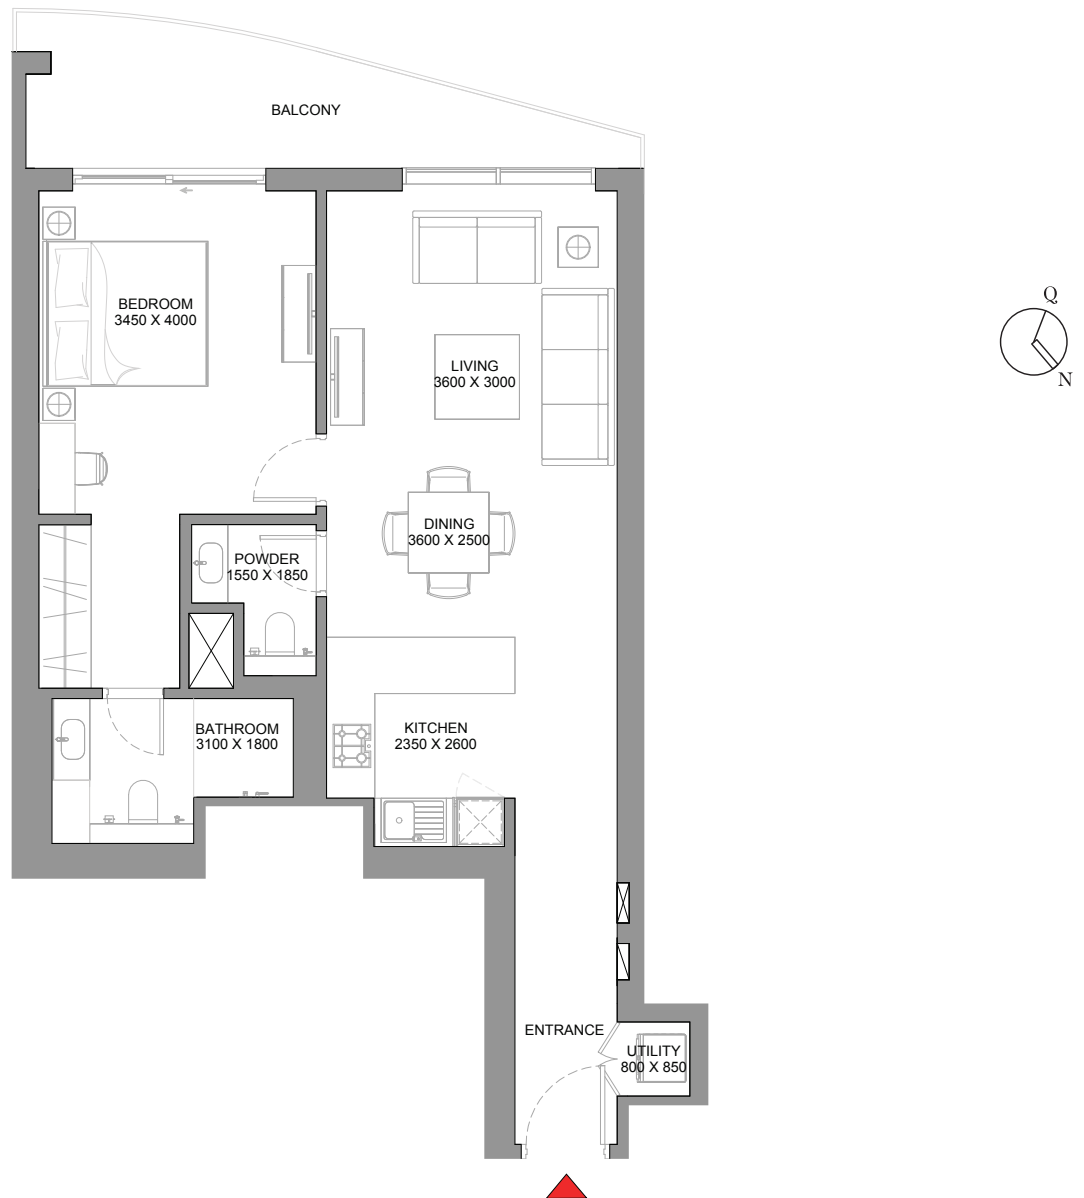 BALCONY
BEDROOM
3450 X 4000
LIVING
3600 X 3000
Q
N
DINING
3600 X 2500
POWDER
1550 X 1850
BATHROOM
3100 X 1800
KITCHEN
2350 X 2600
ENTRANCE
UTILITY
800 X 850